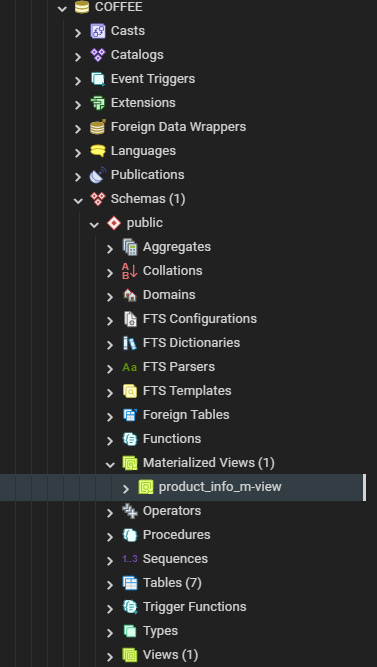 COFFEE
Casts
Catalogs
Event Triggers
Extensions
Foreign Data Wrappers
Languages
Publications
Schemas (1)
public
Aggregates
Collations
Domains
FTS Configurations
FTS Dictionaries
FTS Parsers
Aa
FTS Templates
Foreign Tables
Functions
Materialized Views (1)
product_info_m-view
Operators
Procedures
1..3 Sequences
Tables (7)
Trigger Functions
Types
Views (1)